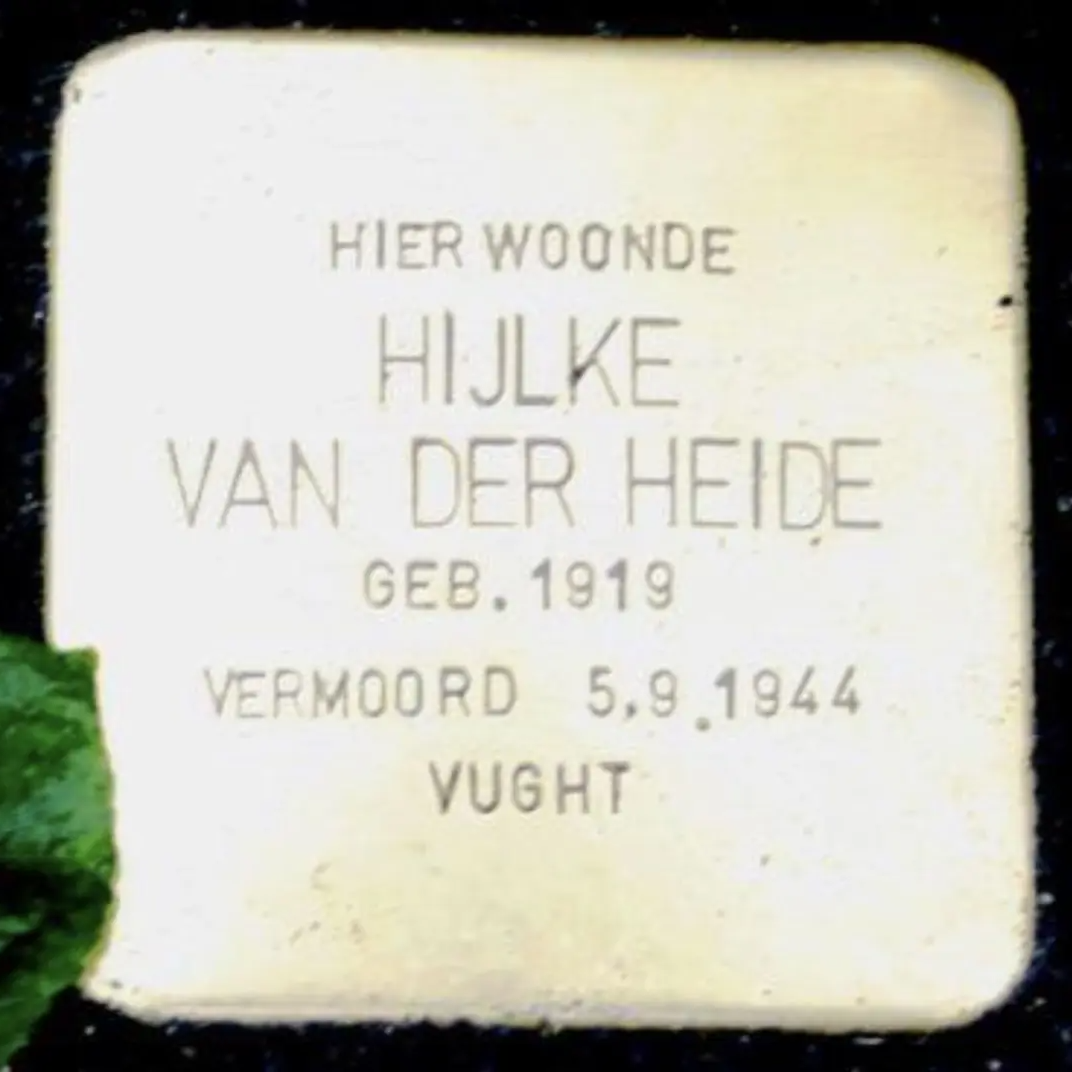 HIER WOONDE
HIJLKE
VAN DER HEIDE
GEB. 1919
VERMOORD 5.9.1944
VUGHT